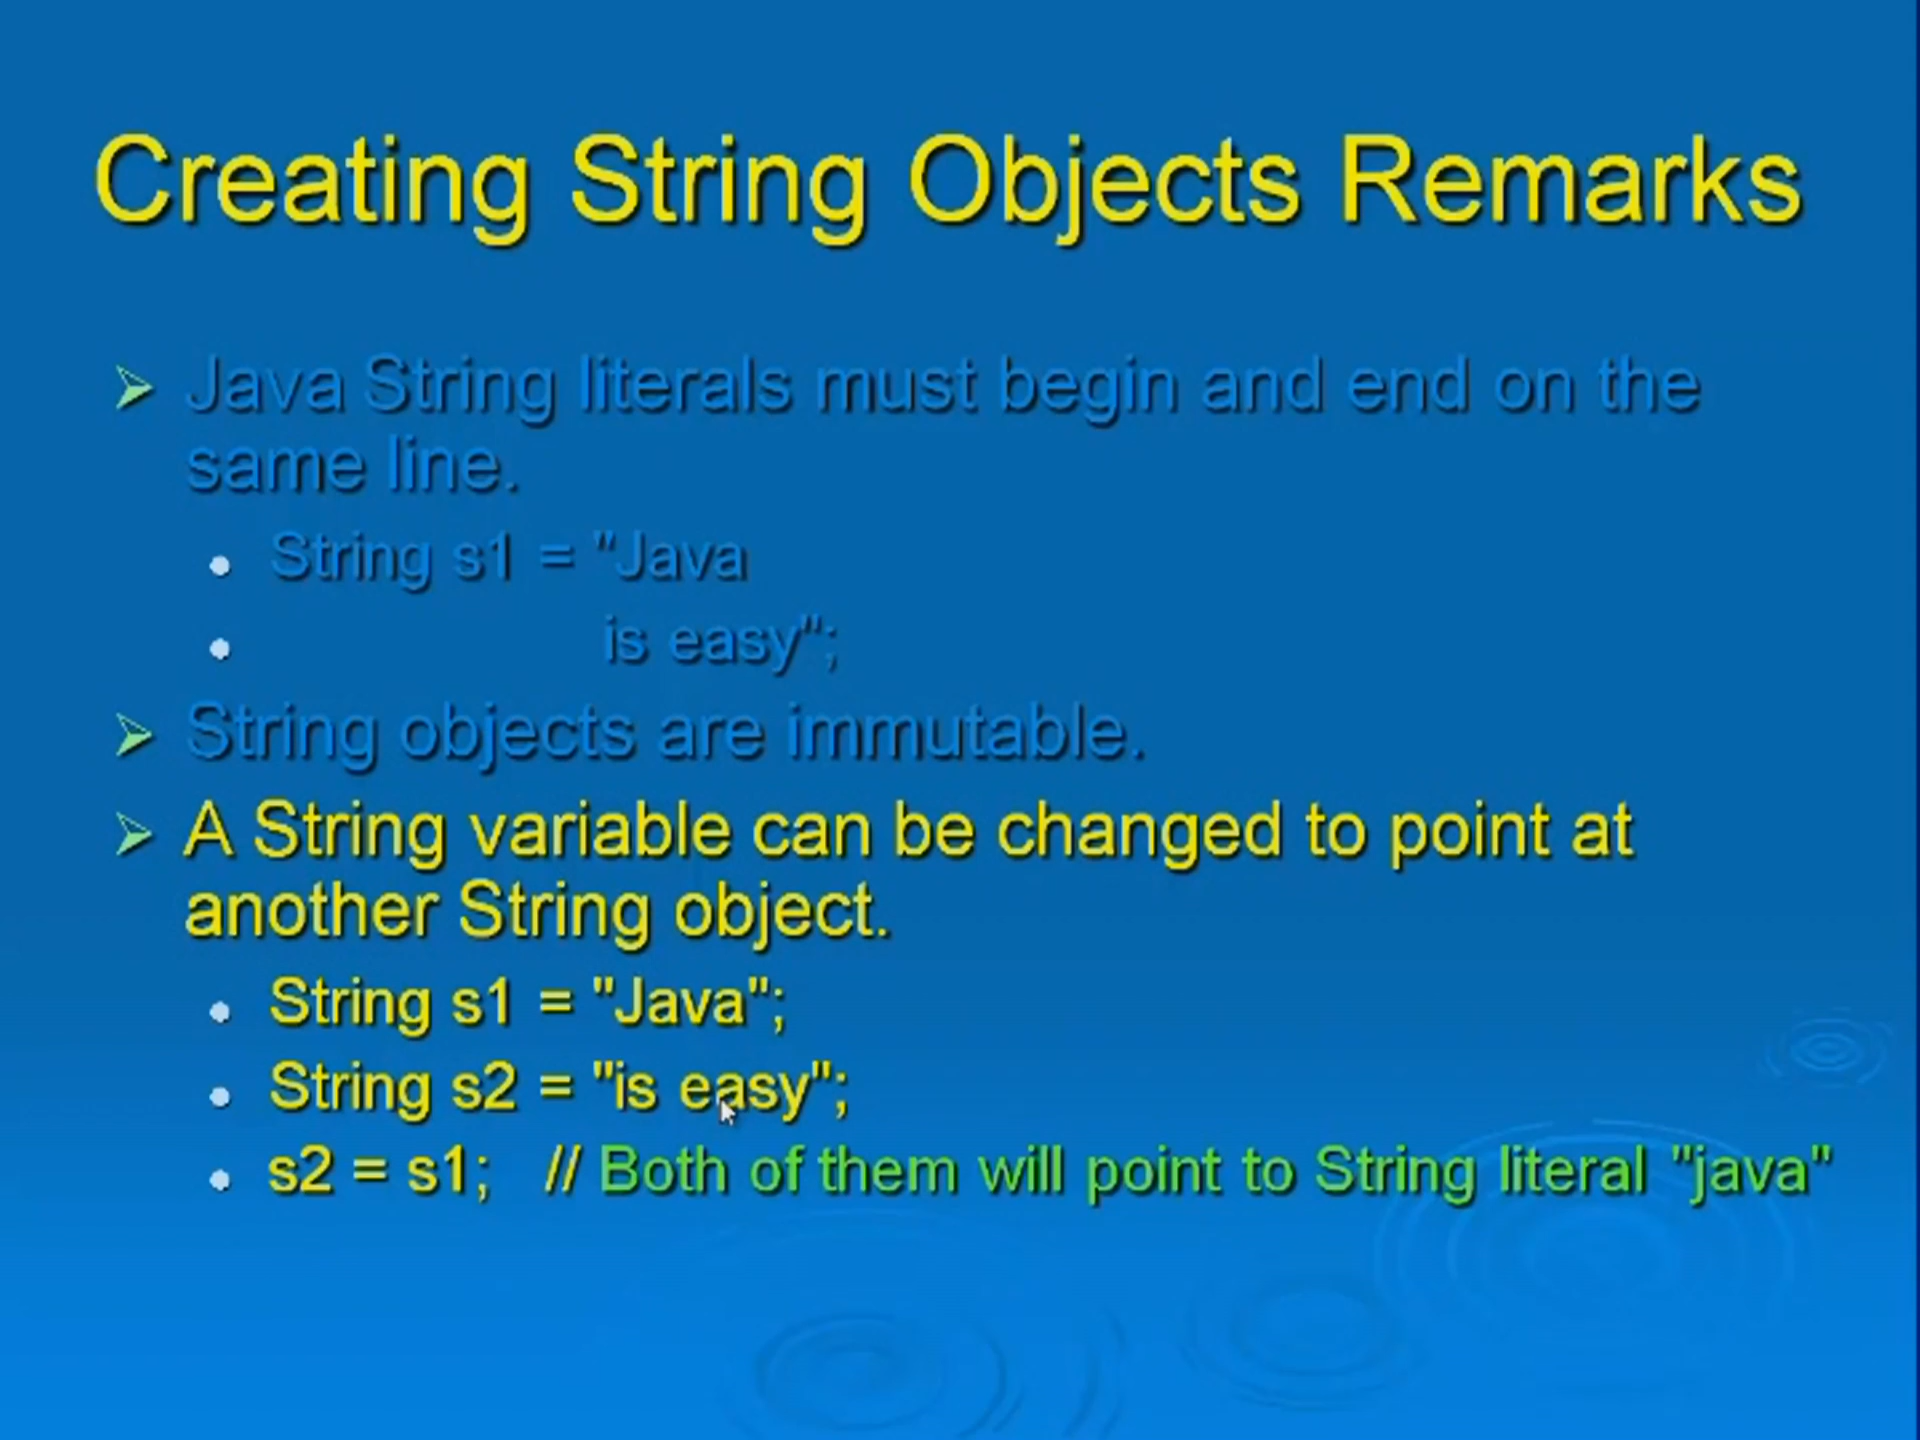 Creating String Objects Remarks
Java String literals must begin and end on the
same line.
String s1 = "Java
is easy";
String objects are immutable.
A String variable can be changed to point at
another String object.
String s1 = "Java";
String s2 = "is easy";
s2 = s1; // Both of them will point to String literal "java"